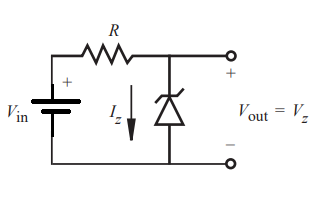 R
+
+
V_in
I_z
V_out = V_z
−